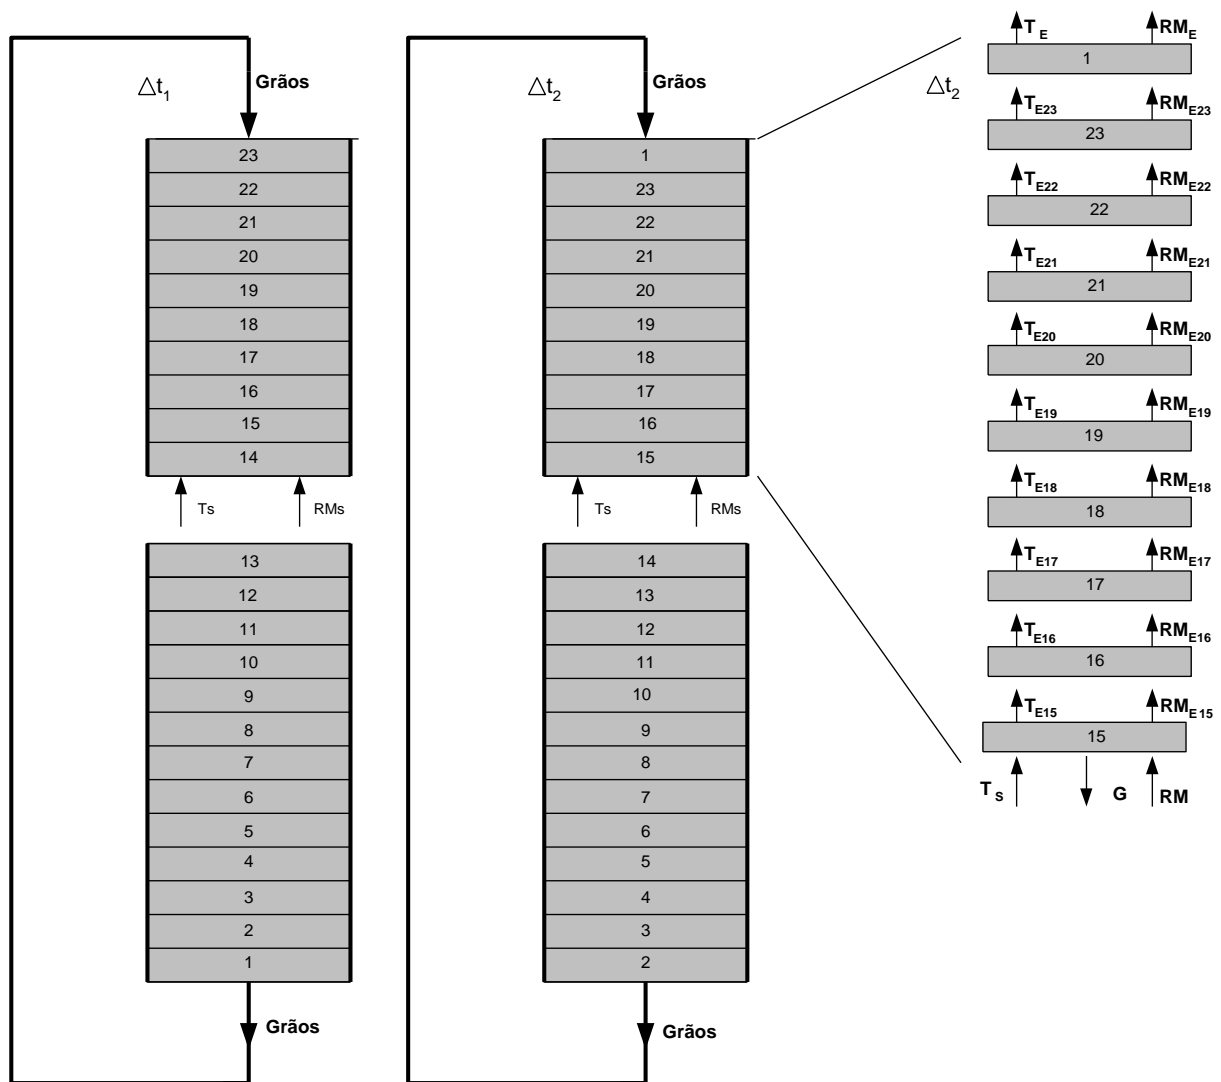 Δt1
Grãos
23
22
21
20
19
18
17
16
15
14
Ts RMs
13
12
11
10
9
8
7
6
5
4
3
2
1
Grãos
Δt2
Grãos
1
23
22
21
20
19
18
17
16
15
Ts RMs
14
13
12
11
10
9
8
7
6
5
4
3
2
Grãos
Δt2
TE RME
1
TE23 RME23
23
TE22 RME22
22
TE21 RME21
21
TE20 RME20
20
TE19 RME19
19
TE18 RME18
18
TE17 RME17
17
TE16 RME16
16
TE15 RME15
15
TS G RM